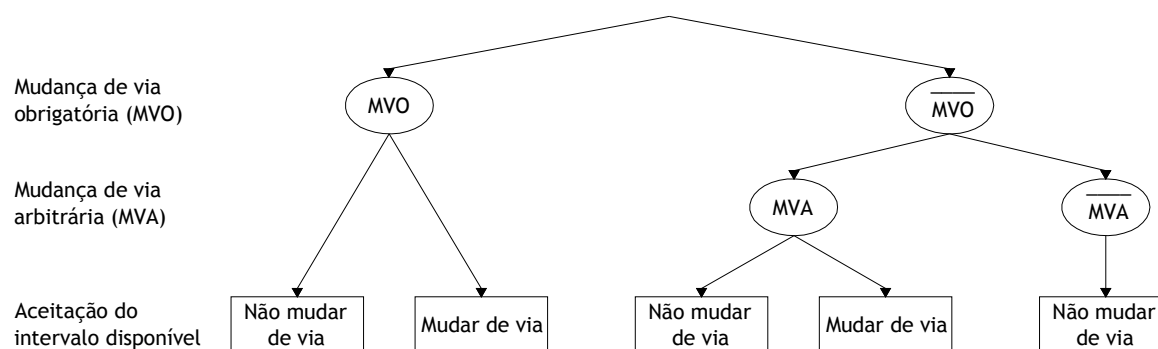 Mudança de via
obrigatória (MVO)
MVO
MVO
Mudança de via
arbitrária (MVA)
MVA
MVA
Aceitação do
intervalo disponível
Não mudar
de via
Mudar de via
Não mudar
de via
Mudar de via
Não mudar
de via